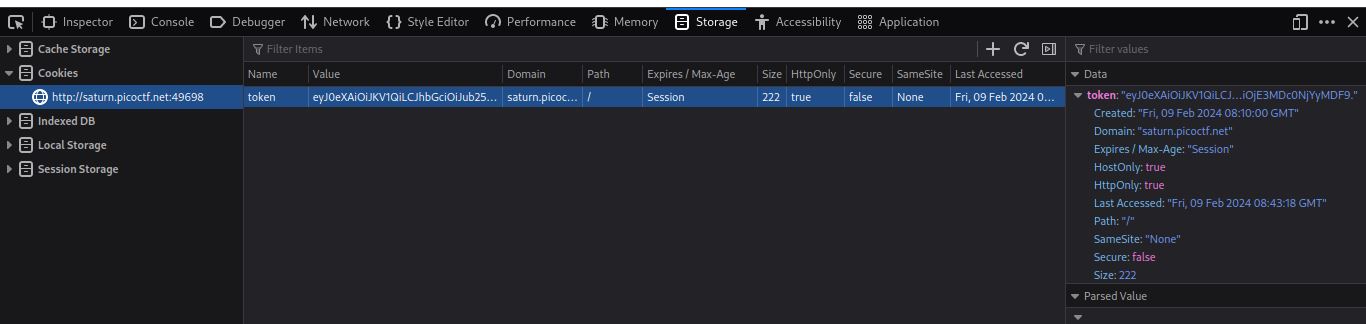 Inspector Console Debugger Network Style Editor Performance Memory Storage Accessibility Application
Cache Storage
Cookies
http://saturn.picoctf.net:49698
Indexed DB
Local Storage
Session Storage
Filter Items
Name Value Domain Path Expires / Max-Age Size HttpOnly Secure SameSite Last Accessed
token eyJ0eXAiOiJKV1QiLCJhbGciOiJub25... saturn.picoc... / Session 222 true false None Fri, 09 Feb 2024 0...
Filter values
Data
token: "eyJ0eXAiOiJKV1QiLCJ...iOjE3MDc0NjYyMDF9."
Created: "Fri, 09 Feb 2024 08:10:00 GMT"
Domain: "saturn.picoctf.net"
Expires / Max-Age: "Session"
HostOnly: true
HttpOnly: true
Last Accessed: "Fri, 09 Feb 2024 08:43:18 GMT"
Path: "/"
SameSite: "None"
Secure: false
Size: 222
Parsed Value